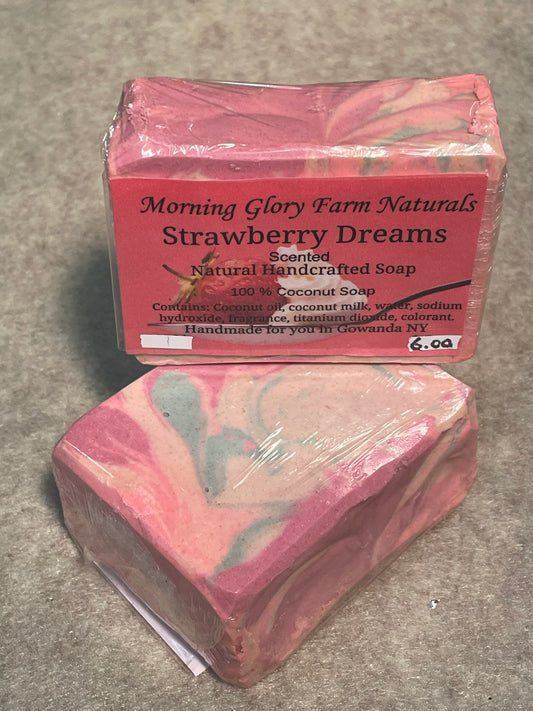 Morning Glory Farm Naturals
Strawberry Dreams
Scented
Natural Handcrafted Soap
100 % Coconut Soap
Contains: Coconut oil, coconut milk, water, sodium
hydroxide, fragrance, titanium dioxide, colorant.
Handmade for you in Gowanda NY
6.00